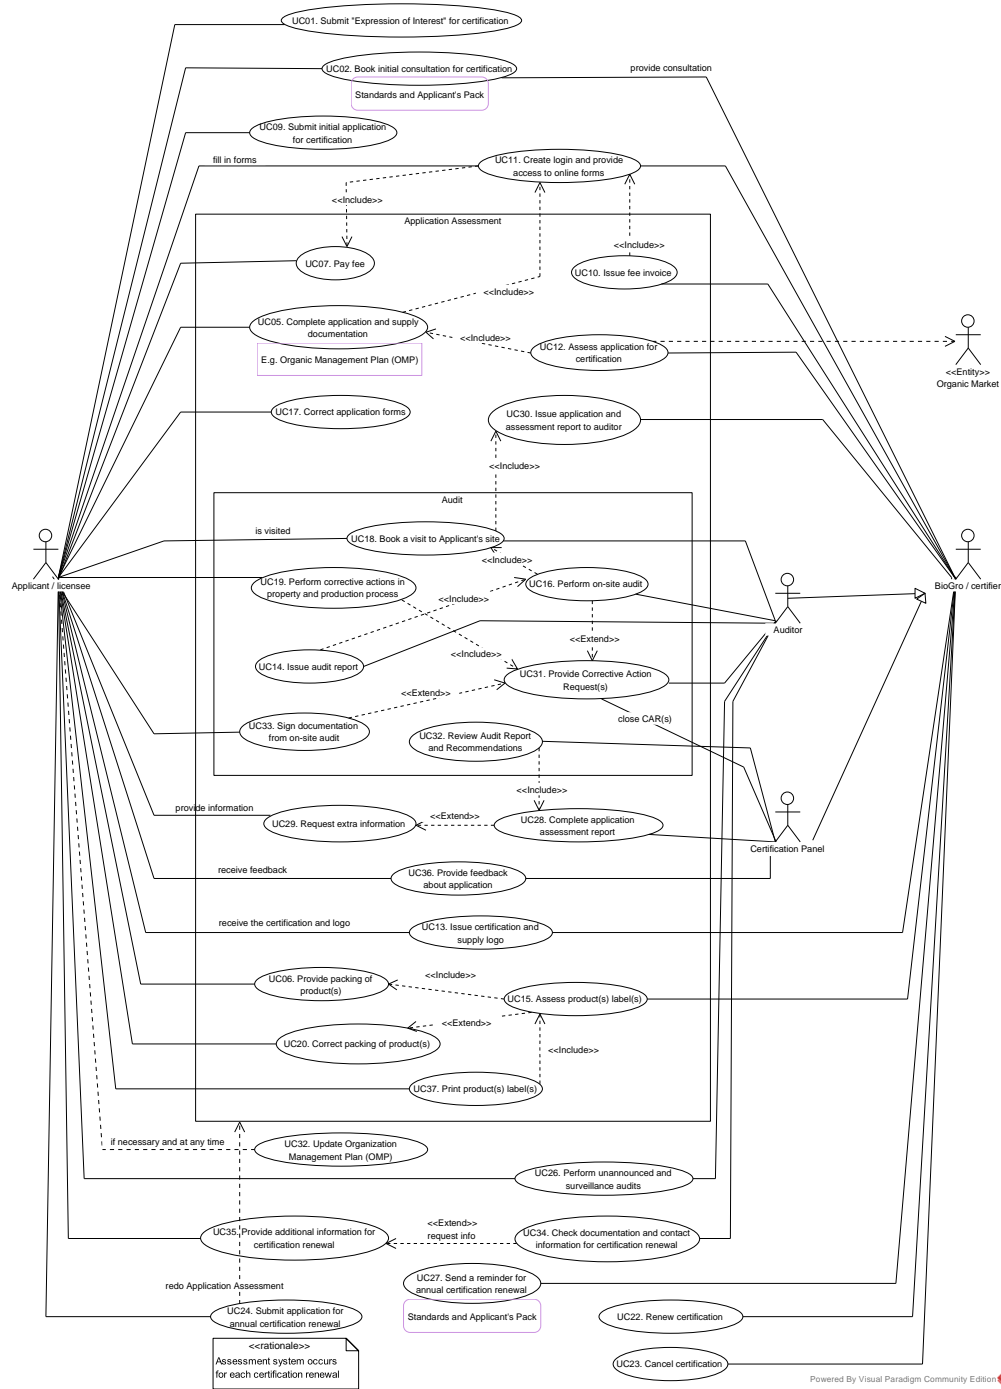 UC01. Submit "Expression of Interest" for certification
UC02. Book initial consultation for certification
provide consultation
Standards and Applicant's Pack
UC09. Submit initial application
for certification
fill in forms
UC11. Create login and provide
access to online forms
<<Include>>
Application Assessment
<<Include>>
UC07. Pay fee
UC10. Issue fee invoice
<<Include>>
UC05. Complete application and supply
documentation
<<Include>>
UC12. Assess application for
certification
E.g. Organic Management Plan (OMP)
<<Entity>>
Organic Market
UC17. Correct application forms
UC30. Issue application and
assessment report to auditor
<<Include>>
Audit
is visited
UC18. Book a visit to Applicant's site
<<Include>>
Applicant / licensee
UC19. Perform corrective actions in
property and production process
UC16. Perform on-site audit
BioGro / certifier
<<Include>>
Auditor
<<Extend>>
<<Include>>
UC14. Issue audit report
UC31. Provide Corrective Action
Request(s)
<<Extend>>
close CAR(s)
UC33. Sign documentation
from on-site audit
UC32. Review Audit Report
and Recommendations
<<Include>>
provide information
UC29. Request extra information
<<Extend>>
UC28. Complete application
assessment report
Certification Panel
receive feedback
UC36. Provide feedback
about application
receive the certification and logo
UC13. Issue certification and
supply logo
UC06. Provide packing of
product(s)
<<Include>>
UC15. Assess product(s) label(s)
<<Extend>>
UC20. Correct packing of product(s)
<<Include>>
UC37. Print product(s) label(s)
if necessary and at any time
UC32. Update Organization
Management Plan (OMP)
UC26. Perform unannounced and
surveillance audits
UC35. Provide additional information for
certification renewal
<<Extend>>
request info
UC34. Check documentation and contact
information for certification renewal
redo Application Assessment
UC27. Send a reminder for
annual certification renewal
Standards and Applicant's Pack
UC24. Submit application for
annual certification renewal
UC22. Renew certification
<<rationale>>
Assessment system occurs
for each certification renewal
UC23. Cancel certification
Powered By Visual Paradigm Community Edition